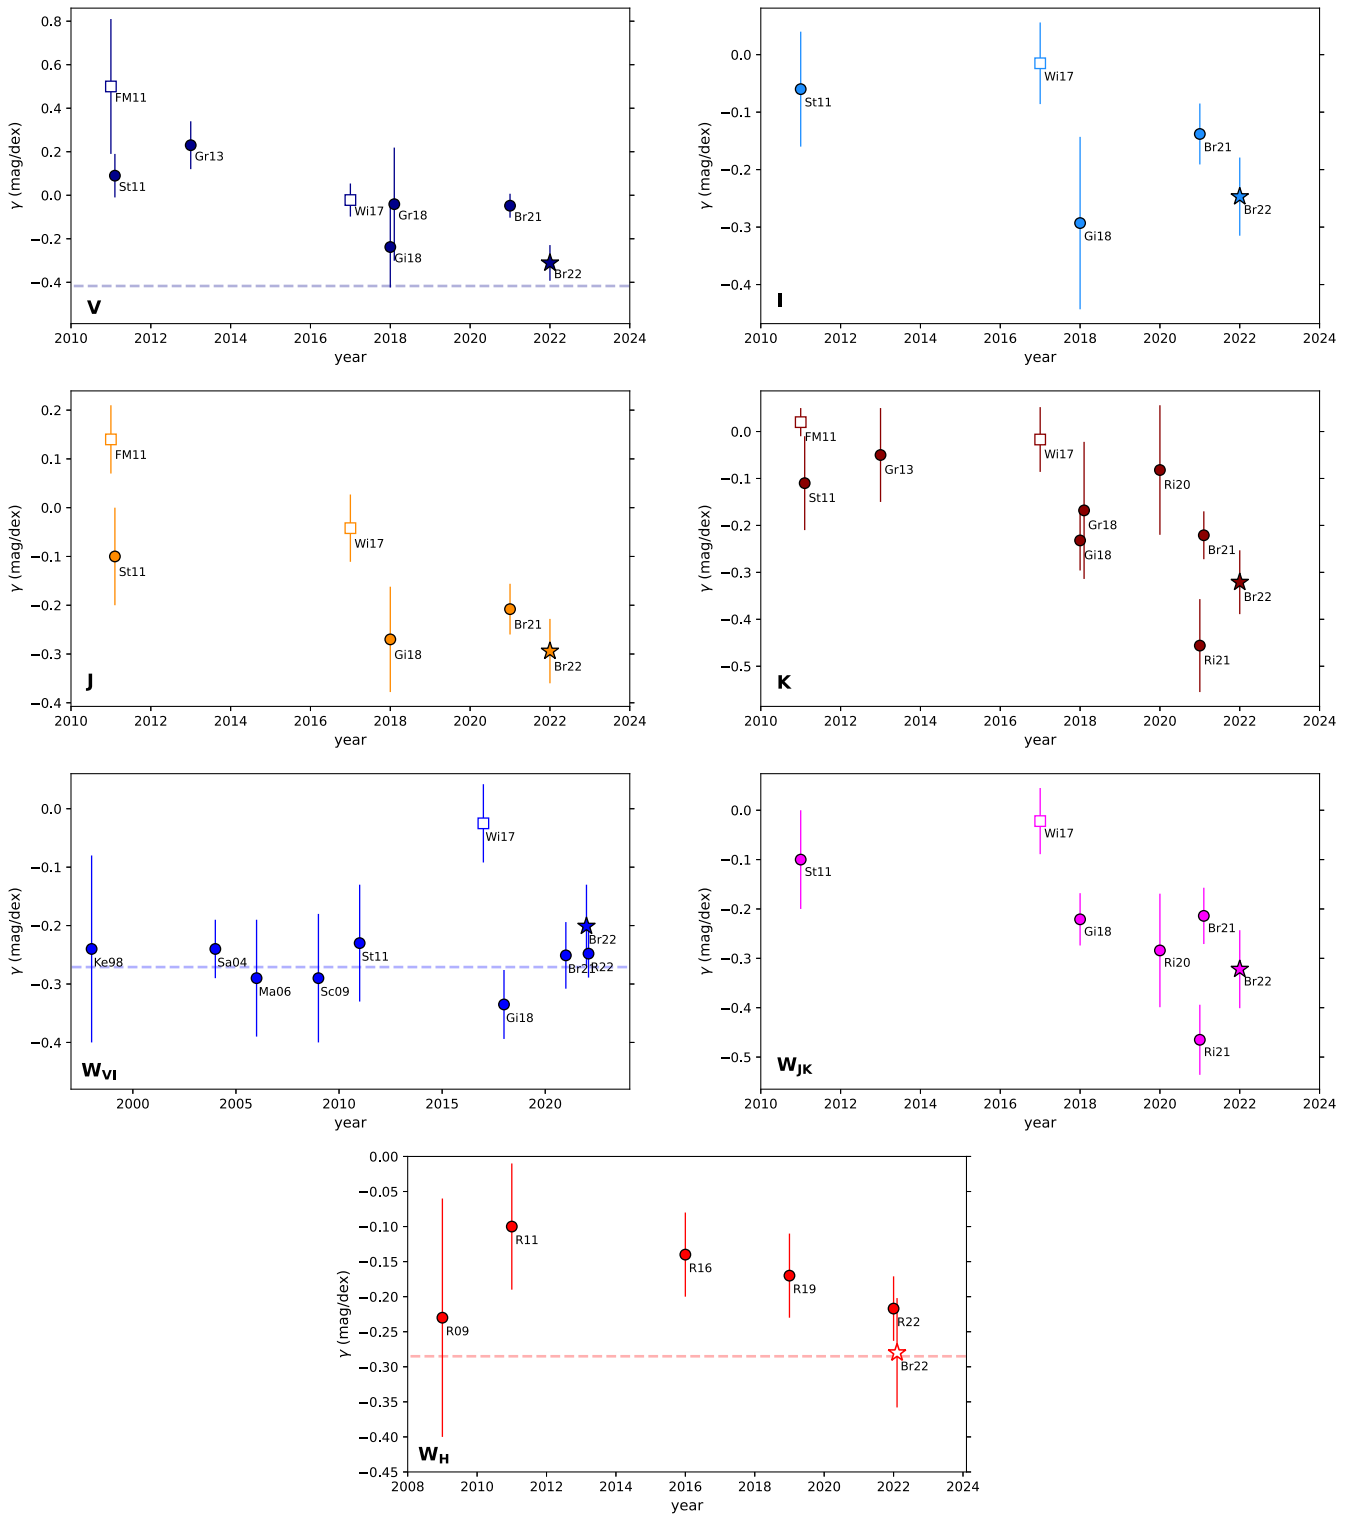 0.8
0.6
0.4
0.2
0.0
−0.2
−0.4
γ (mag/dex)
FM11
St11
Gr13
Wi17
Gr18
Gi18
Br21
Br22
V
2010 2012 2014 2016 2018 2020 2022 2024
year
0.0
−0.1
−0.2
−0.3
−0.4
γ (mag/dex)
St11
Wi17
Gi18
Br21
Br22
I
2010 2012 2014 2016 2018 2020 2022 2024
year
0.2
0.1
0.0
−0.1
−0.2
−0.3
−0.4
γ (mag/dex)
FM11
St11
Wi17
Gi18
Br21
Br22
J
2010 2012 2014 2016 2018 2020 2022 2024
year
0.0
−0.1
−0.2
−0.3
−0.4
−0.5
γ (mag/dex)
FM11
St11
Gr13
Wi17
Gr18
Gi18
Ri20
Br21
Br22
Ri21
K
2010 2012 2014 2016 2018 2020 2022 2024
year
0.0
−0.1
−0.2
−0.3
−0.4
γ (mag/dex)
Ke98
Sa04
Ma06
Sc09
St11
Wi17
Gi18
Br21
Br22
R22
WVI
2000 2005 2010 2015 2020
year
0.0
−0.1
−0.2
−0.3
−0.4
−0.5
γ (mag/dex)
St11
Wi17
Gi18
Ri20
Br21
Br22
Ri21
WJK
2010 2012 2014 2016 2018 2020 2022 2024
year
0.00
−0.05
−0.10
−0.15
−0.20
−0.25
−0.30
−0.35
−0.40
−0.45
γ (mag/dex)
R09
R11
R16
R19
R22
Br22
WH
2008 2010 2012 2014 2016 2018 2020 2022 2024
year